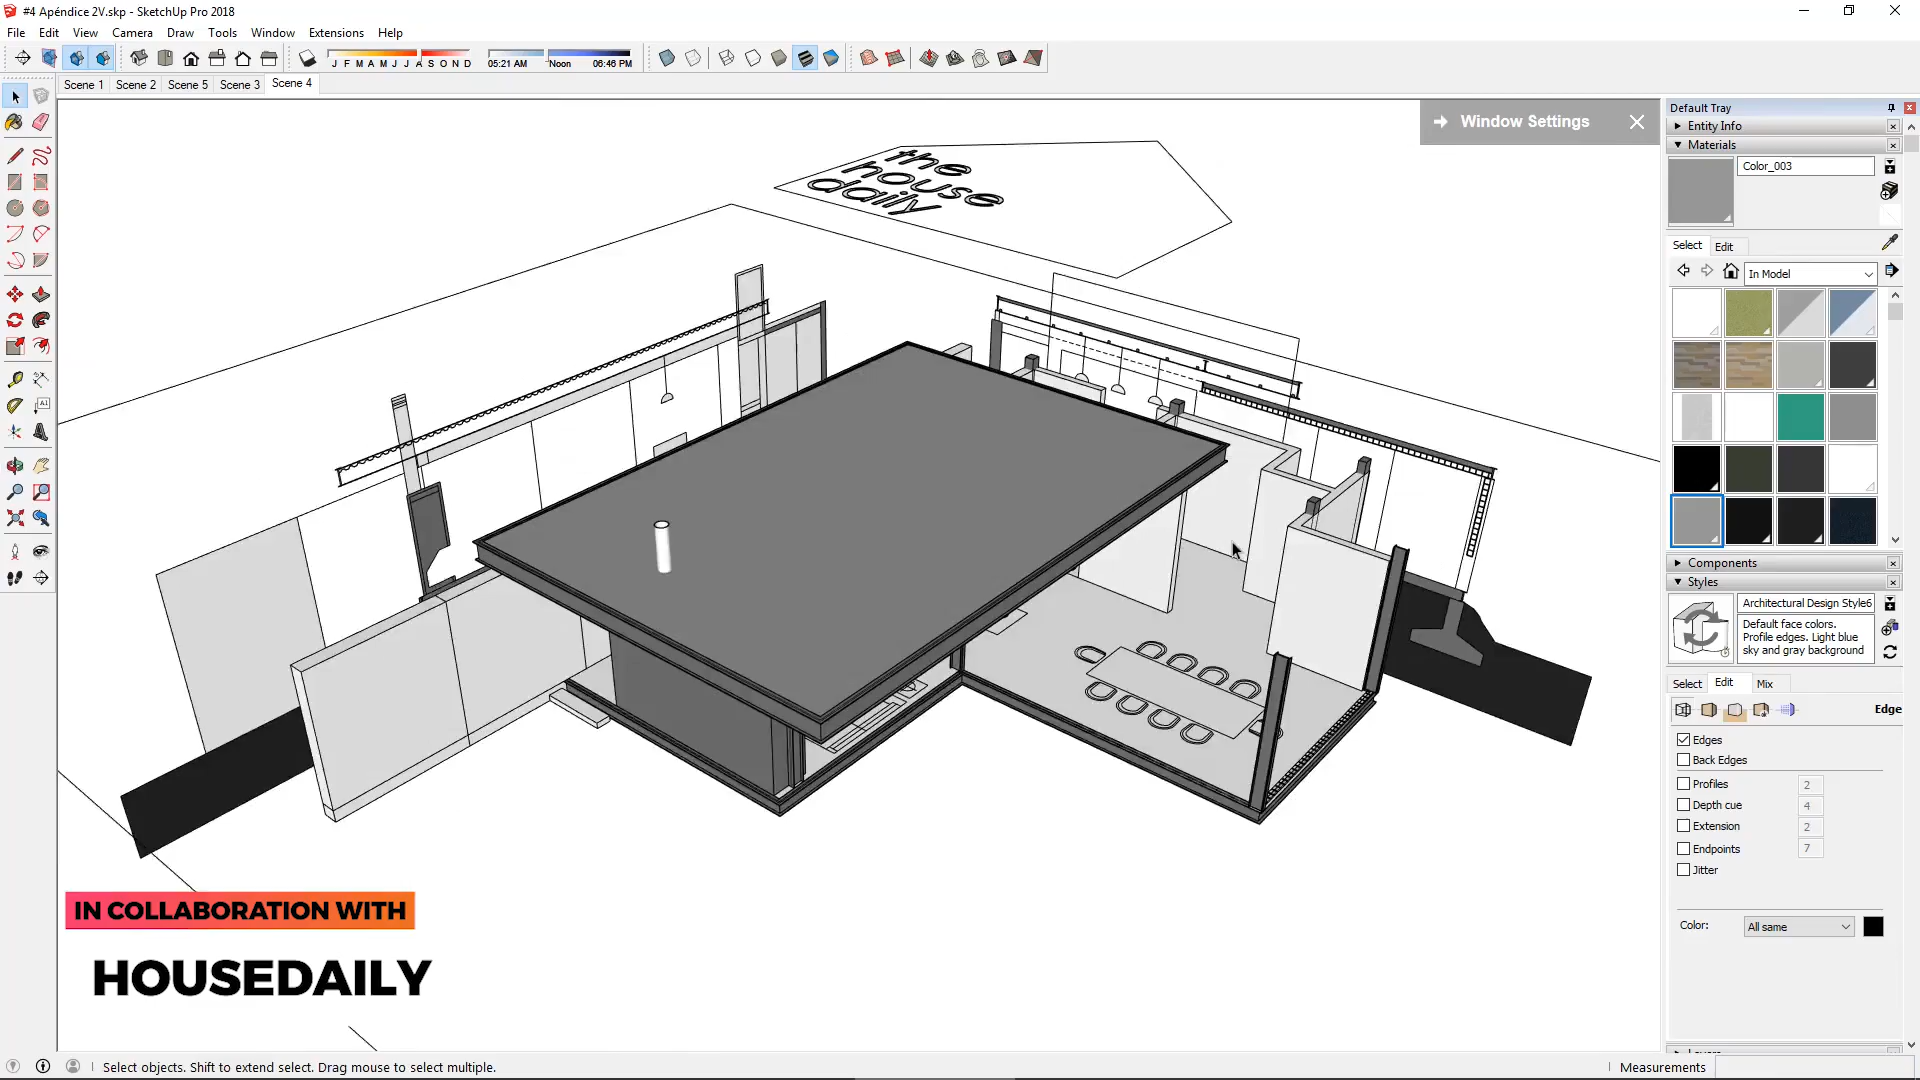 #4 Apéndice 2V.skp - SketchUp Pro 2018
File Edit View Camera Draw Tools Window Extensions Help
J F M A M J J A S O N D
05:21 AM Noon 06:46 PM
Scene 1 Scene 2 Scene 5 Scene 3 Scene 4
Window Settings
the
house
daily
Default Tray
Entity Info
Materials
Color_003
Select Edit
In Model
Components
Styles
Architectural Design Style6
Default face colors.
Profile edges. Light blue
sky and gray background
Select Edit Mix
Edge
Edges
Back Edges
Profiles 2
Depth cue 4
Extension 2
Endpoints 7
Jitter
Color: All same
IN COLLABORATION WITH
HOUSEDAILY
Select objects. Shift to extend select. Drag mouse to select multiple.
Measurements